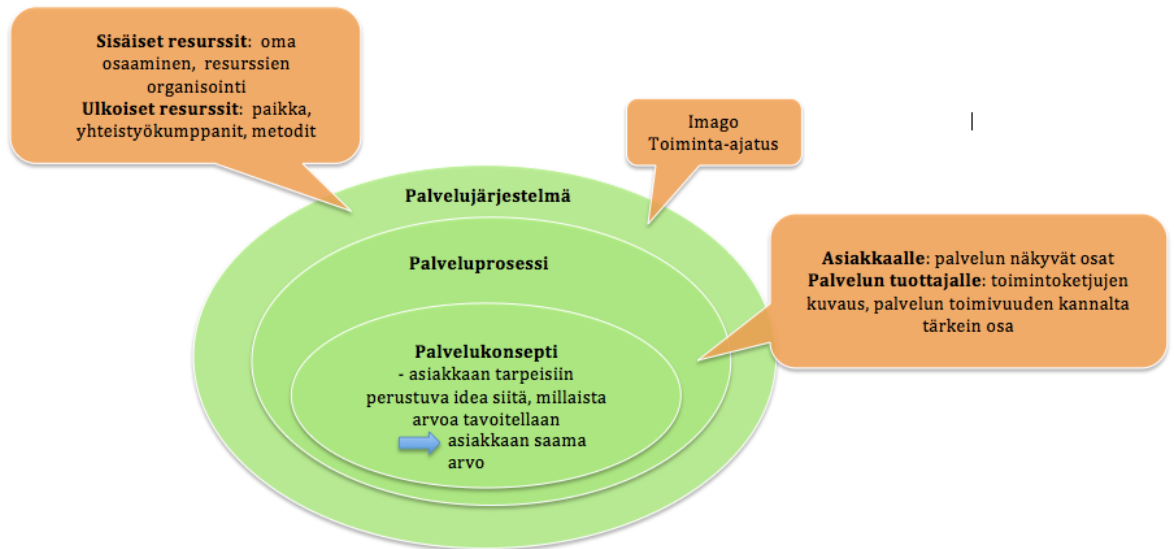 Sisäiset resurssit: oma
osaaminen, resurssien
organisointi
Ulkoiset resurssit: paikka,
yhteistyökumppanit, metodit
Imago
Toiminta-ajatus
Palvelujärjestelmä
Palveluprosessi
Asiakkaalle: palvelun näkyvät osat
Palvelun tuottajalle: toimintoketjujen
kuvaus, palvelun toimivuuden kannalta
tärkein osa
Palvelukonsepti
- asiakkaan tarpeisiin
perustuva idea siitä, millaista
arvoa tavoitellaan
asiakkaan saama
arvo